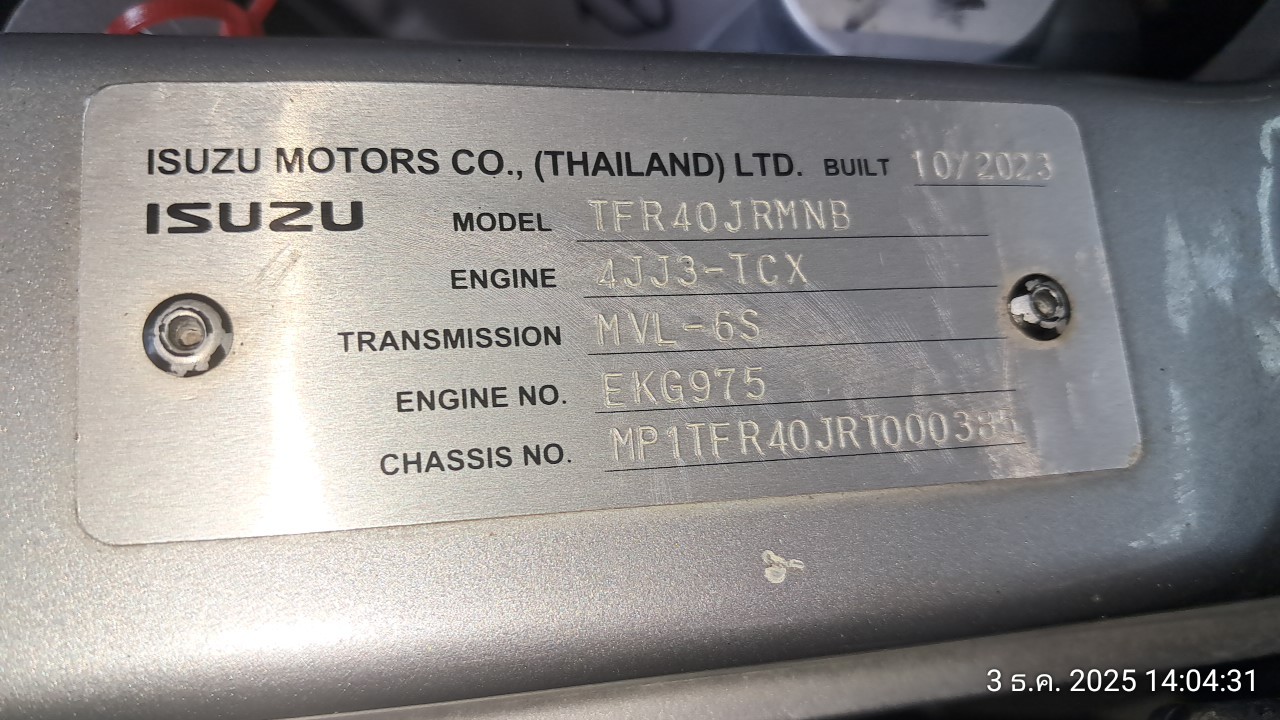 ISUZU MOTORS CO., (THAILAND) LTD. BUILT 10/2023
ISUZU MODEL TFR40JRMNB
ENGINE 4JJ3-TCX
TRANSMISSION MVL-6S
ENGINE NO. EKG975
CHASSIS NO.
3 ธ.ค. 2025 14:04:31